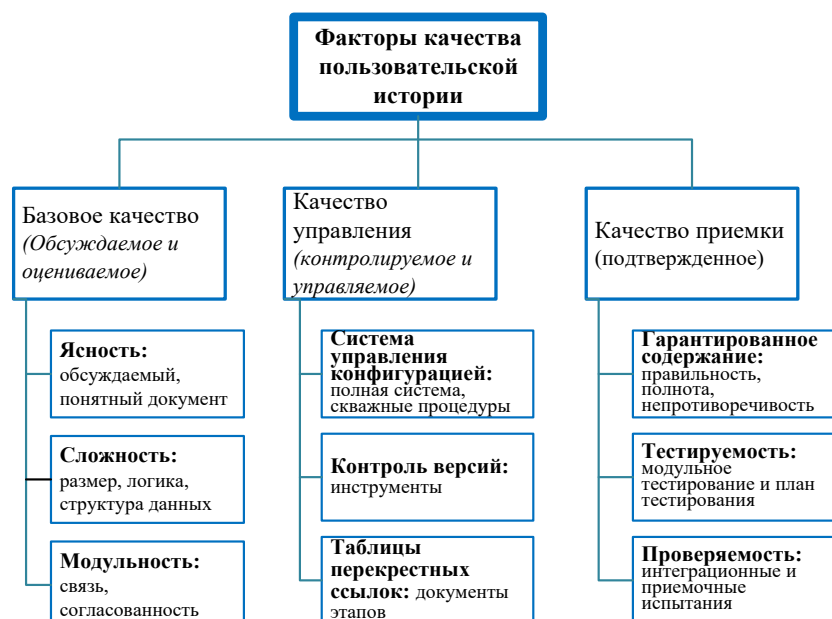 Факторы качества
пользовательской
истории
Базовое качество
(Обсуждаемое и
оцениваемое)
Ясность:
обсуждаемый,
понятный документ
Сложность:
размер, логика,
структура данных
Модульность:
связь,
согласованность
Качество
управления
(контролируемое и
управляемое)
Система
управления
конфигурацией:
полная система,
скважные процедуры
Контроль версий:
инструменты
Таблицы
перекрестных
ссылок: документы
этапов
Качество приемки
(подтвержденное)
Гарантированное
содержание:
правильность,
полнота,
непротиворечивость
Тестируемость:
модульное
тестирование и план
тестирования
Проверяемость:
интеграционные и
приемочные
испытания